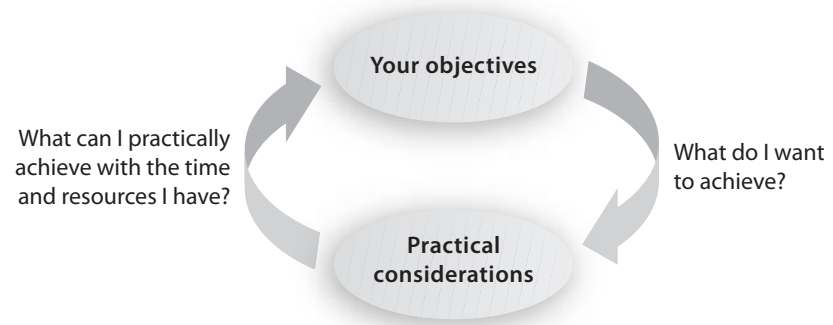 Your objectives
What do I want
to achieve?
Practical
considerations
What can I practically
achieve with the time
and resources I have?